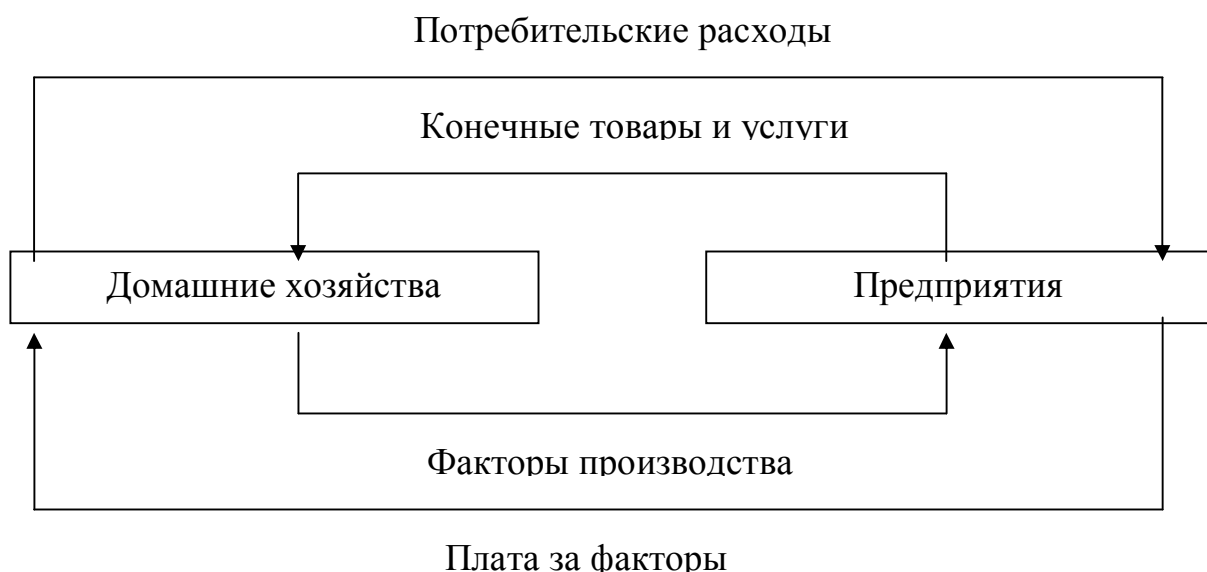 Потребительские расходы
Конечные товары и услуги
Домашние хозяйства
Предприятия
Факторы производства
Плата за факторы